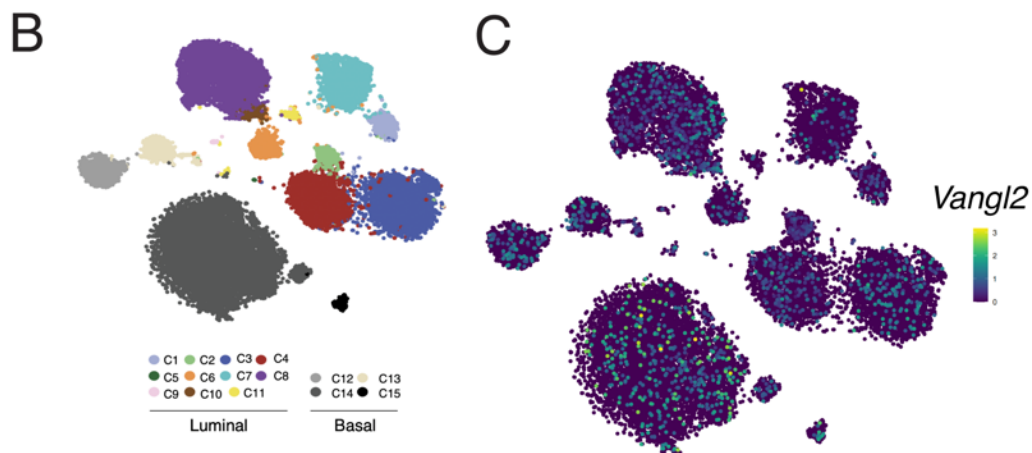 B
C1 C2 C3 C4
C5 C6 C7 C8
C9 C10 C11
C12 C13
C14 C15
Luminal Basal
C
Vangl2
3
2
1
0